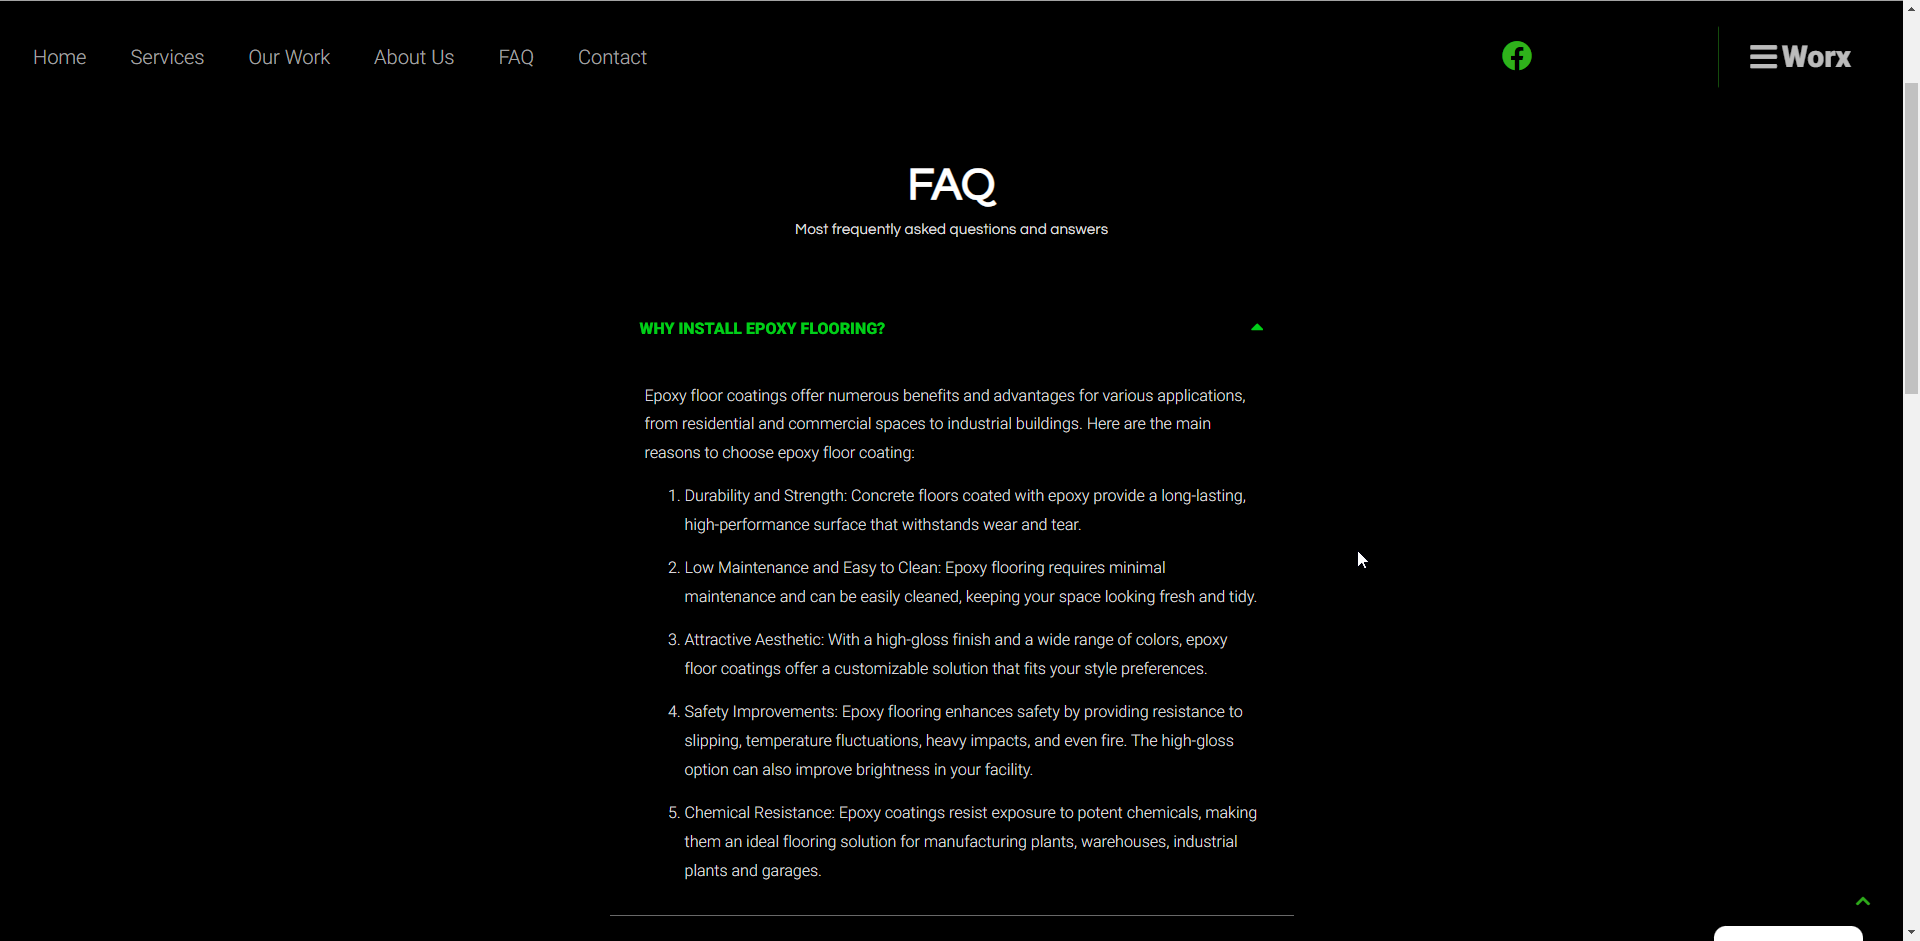 Home Services Our Work About Us FAQ Contact Worx
FAQ
Most frequently asked questions and answers
WHY INSTALL EPOXY FLOORING?
Epoxy floor coatings offer numerous benefits and advantages for various applications,
from residential and commercial spaces to industrial buildings. Here are the main
reasons to choose epoxy floor coating:
1. Durability and Strength: Concrete floors coated with epoxy provide a long-lasting,
high-performance surface that withstands wear and tear.
2. Low Maintenance and Easy to Clean: Epoxy flooring requires minimal
maintenance and can be easily cleaned, keeping your space looking fresh and tidy.
3. Attractive Aesthetic: With a high-gloss finish and a wide range of colors, epoxy
floor coatings offer a customizable solution that fits your style preferences.
4. Safety Improvements: Epoxy flooring enhances safety by providing resistance to
slipping, temperature fluctuations, heavy impacts, and even fire. The high-gloss
option can also improve brightness in your facility.
5. Chemical Resistance: Epoxy coatings resist exposure to potent chemicals, making
them an ideal flooring solution for manufacturing plants, warehouses, industrial
plants and garages.